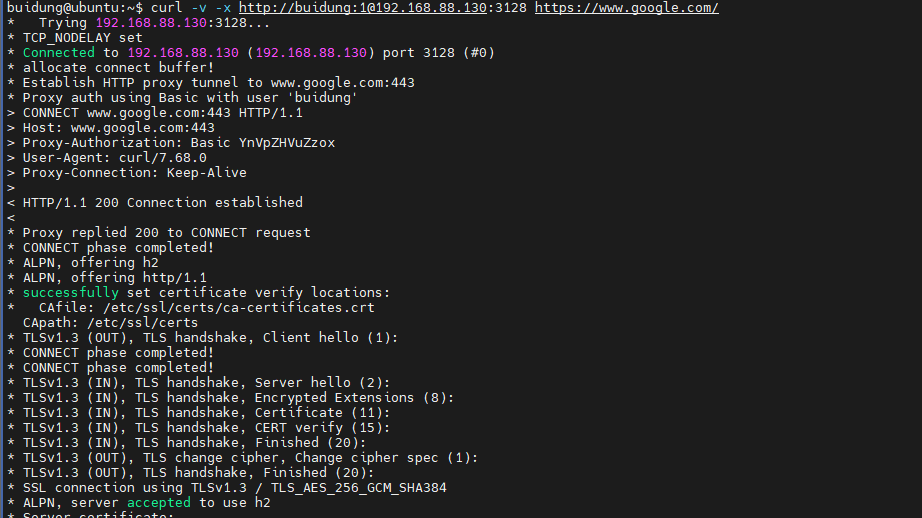 buidung@ubuntu:~$ curl -v -x http://buidung:1@192.168.88.130:3128 https://www.google.com/
*   Trying 192.168.88.130:3128...
* TCP_NODELAY set
* Connected to 192.168.88.130 (192.168.88.130) port 3128 (#0)
* allocate connect buffer!
* Establish HTTP proxy tunnel to www.google.com:443
* Proxy auth using Basic with user 'buidung'
> CONNECT www.google.com:443 HTTP/1.1
> Host: www.google.com:443
> Proxy-Authorization: Basic YnVpZHVuZzox
> User-Agent: curl/7.68.0
> Proxy-Connection: Keep-Alive
>
< HTTP/1.1 200 Connection established
<
* Proxy replied 200 to CONNECT request
* CONNECT phase completed!
* ALPN, offering h2
* ALPN, offering http/1.1
* successfully set certificate verify locations:
*   CAfile: /etc/ssl/certs/ca-certificates.crt
  CApath: /etc/ssl/certs
* TLSv1.3 (OUT), TLS handshake, Client hello (1):
* CONNECT phase completed!
* CONNECT phase completed!
* TLSv1.3 (IN), TLS handshake, Server hello (2):
* TLSv1.3 (IN), TLS handshake, Encrypted Extensions (8):
* TLSv1.3 (IN), TLS handshake, Certificate (11):
* TLSv1.3 (IN), TLS handshake, CERT verify (15):
* TLSv1.3 (IN), TLS handshake, Finished (20):
* TLSv1.3 (OUT), TLS change cipher, Change cipher spec (1):
* TLSv1.3 (OUT), TLS handshake, Finished (20):
* SSL connection using TLSv1.3 / TLS_AES_256_GCM_SHA384
* ALPN, server accepted to use h2
* Server certificate: